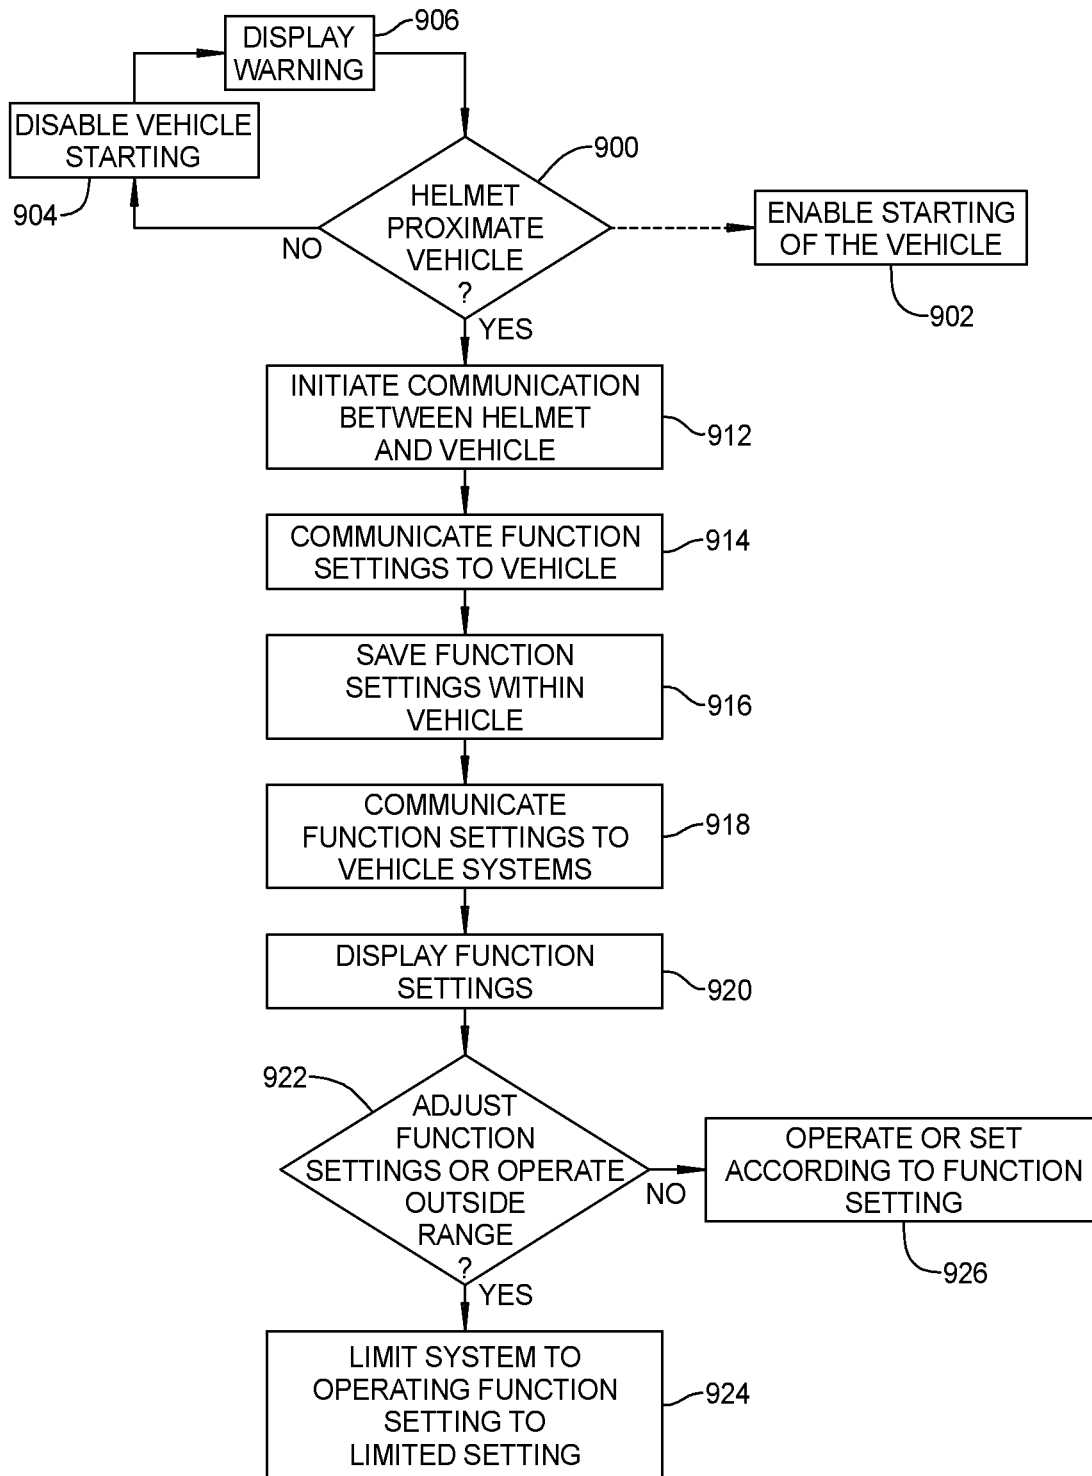 906
DISPLAY
WARNING
DISABLE VEHICLE
STARTING
904
900
HELMET
PROXIMATE
VEHICLE
?
NO
YES
ENABLE STARTING
OF THE VEHICLE
902
INITIATE COMMUNICATION
BETWEEN HELMET
AND VEHICLE
912
COMMUNICATE FUNCTION
SETTINGS TO VEHICLE
914
SAVE FUNCTION
SETTINGS WITHIN
VEHICLE
916
COMMUNICATE
FUNCTION SETTINGS TO
VEHICLE SYSTEMS
918
DISPLAY FUNCTION
SETTINGS
920
922
ADJUST
FUNCTION
SETTINGS OR OPERATE
OUTSIDE
RANGE
?
NO
YES
OPERATE OR SET
ACCORDING TO FUNCTION
SETTING
926
LIMIT SYSTEM TO
OPERATING FUNCTION
SETTING TO
LIMITED SETTING
924